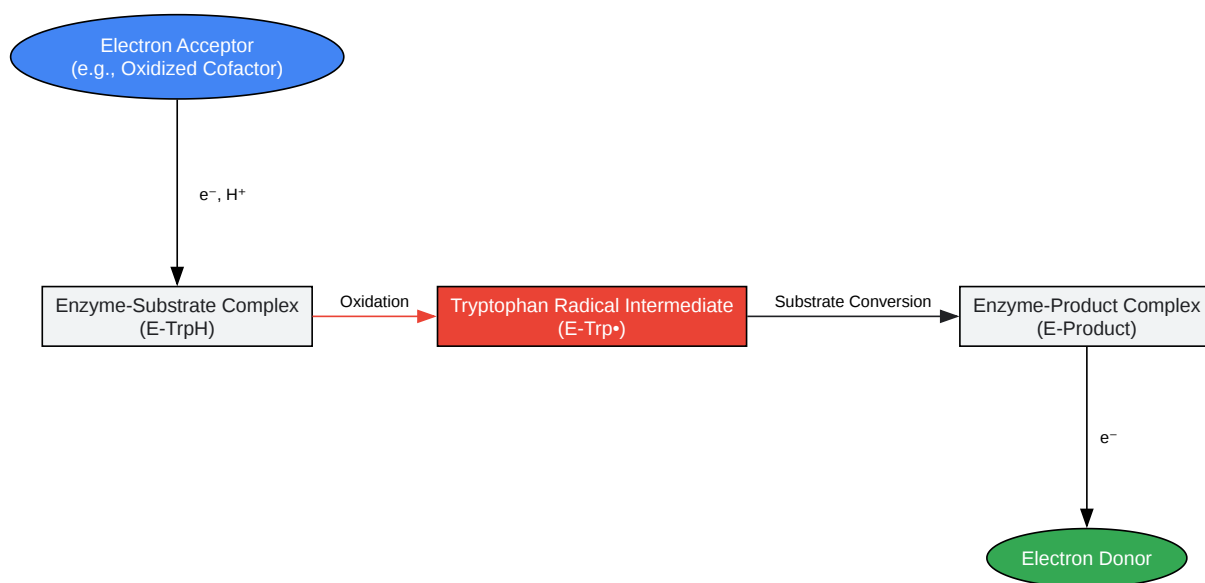 Electron Acceptor
(e.g., Oxidized Cofactor)
e⁻, H⁺
Enzyme-Substrate Complex
(E-TrpH)
Oxidation
Tryptophan Radical Intermediate
(E-Trp•)
Substrate Conversion
Enzyme-Product Complex
(E-Product)
e⁻
Electron Donor